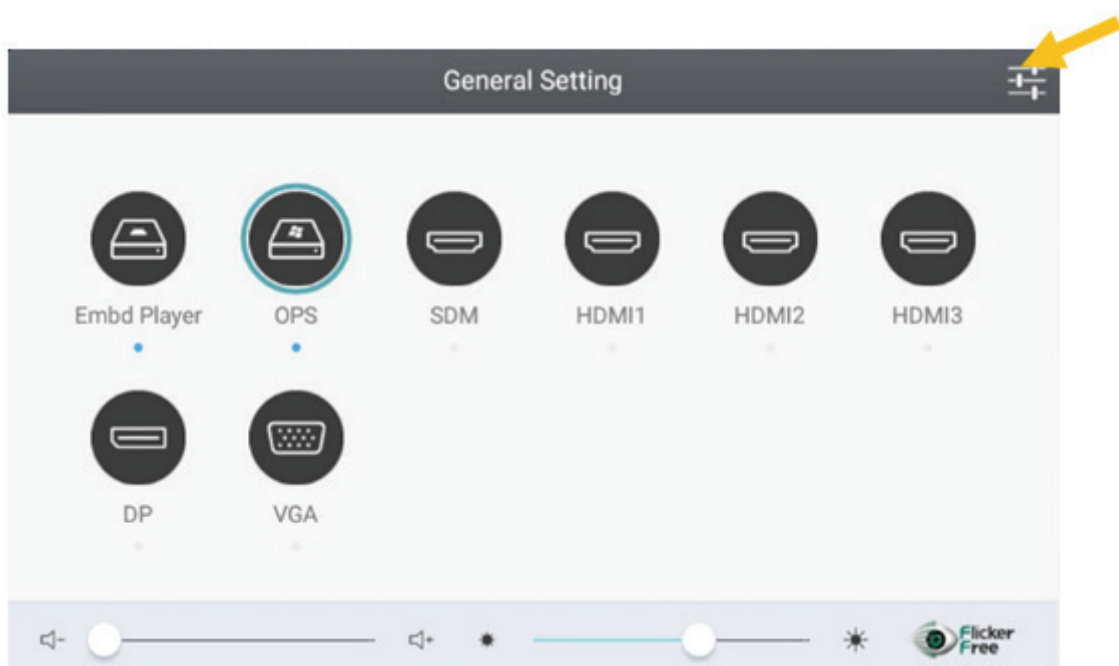 General Setting
Embd Player OPS SDM HDMI1 HDMI2 HDMI3
DP VGA
Flicker
Free